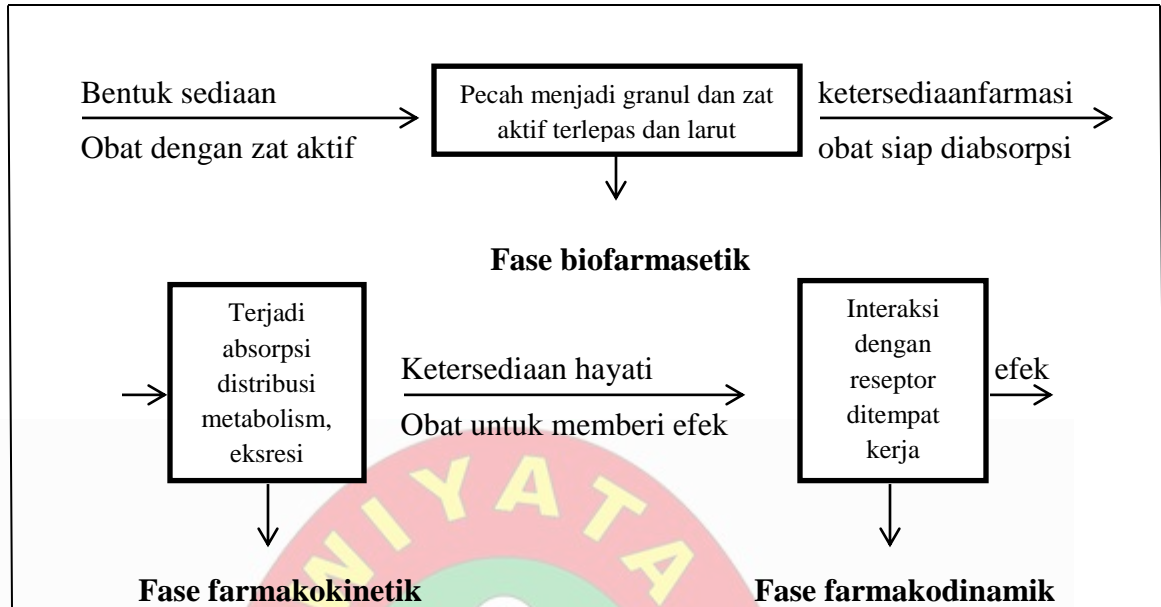 Bentuk sediaan
Obat dengan zat aktif
Pecah menjadi granul dan zat
aktif terlepas dan larut
ketersediaanfarmasi
obat siap diabsorpsi
Fase biofarmasetik
Terjadi
absorpsi
distribusi
metabolism,
eksresi
Ketersediaan hayati
Obat untuk memberi efek
Interaksi
dengan
reseptor
ditempat
kerja
efek
Fase farmakokinetik
Fase farmakodinamik
WIYATA